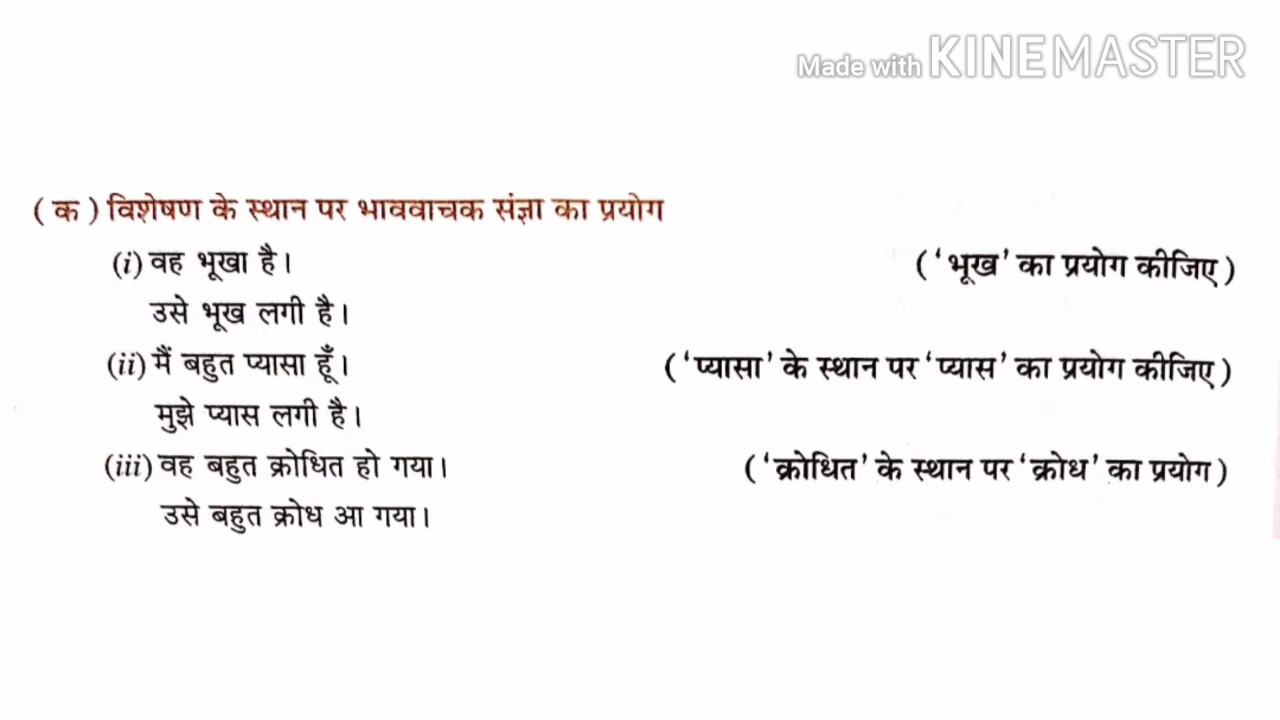 Made with KINEMASTER
( क ) विशेषण के स्थान पर भाववाचक संज्ञा का प्रयोग
(i) वह भूखा है। ( ‘भूख’ का प्रयोग कीजिए )
उसे भूख लगी है।
(ii) मैं बहुत प्यासा हूँ। ( ‘प्यासा’ के स्थान पर ‘प्यास’ का प्रयोग कीजिए )
मुझे प्यास लगी है।
(iii) वह बहुत क्रोधित हो गया। ( ‘क्रोधित’ के स्थान पर ‘क्रोध’ का प्रयोग )
उसे बहुत क्रोध आ गया।